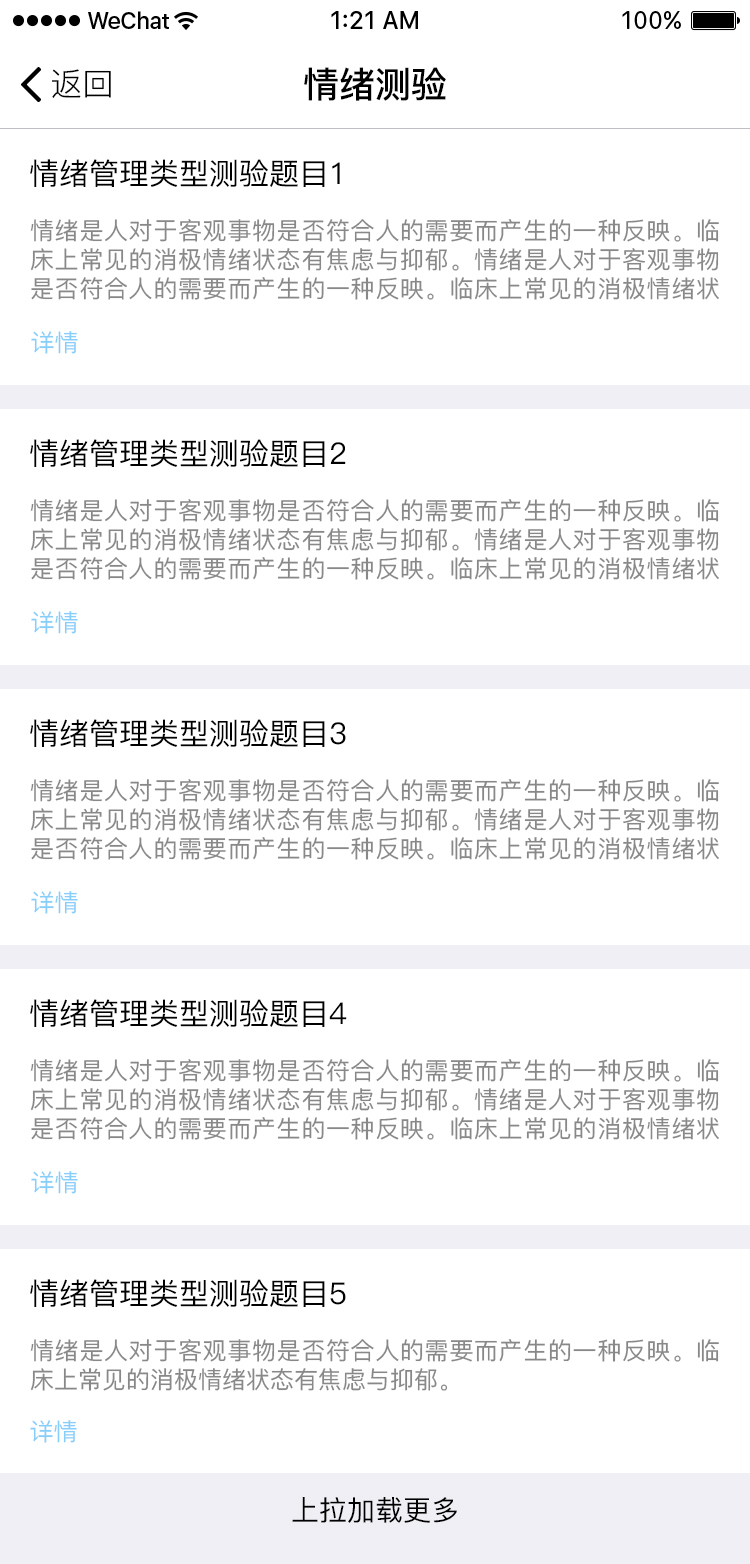 WeChat 1:21 AM 100%
返回 情绪测验
情绪管理类型测验题目1
情绪是人对于客观事物是否符合人的需要而产生的一种反映。临
床上常见的消极情绪状态有焦虑与抑郁。情绪是人对于客观事物
是否符合人的需要而产生的一种反映。临床上常见的消极情绪状
详情
情绪管理类型测验题目2
情绪是人对于客观事物是否符合人的需要而产生的一种反映。临
床上常见的消极情绪状态有焦虑与抑郁。情绪是人对于客观事物
是否符合人的需要而产生的一种反映。临床上常见的消极情绪状
详情
情绪管理类型测验题目3
情绪是人对于客观事物是否符合人的需要而产生的一种反映。临
床上常见的消极情绪状态有焦虑与抑郁。情绪是人对于客观事物
是否符合人的需要而产生的一种反映。临床上常见的消极情绪状
详情
情绪管理类型测验题目4
情绪是人对于客观事物是否符合人的需要而产生的一种反映。临
床上常见的消极情绪状态有焦虑与抑郁。情绪是人对于客观事物
是否符合人的需要而产生的一种反映。临床上常见的消极情绪状
详情
情绪管理类型测验题目5
情绪是人对于客观事物是否符合人的需要而产生的一种反映。临
床上常见的消极情绪状态有焦虑与抑郁。
详情
上拉加载更多